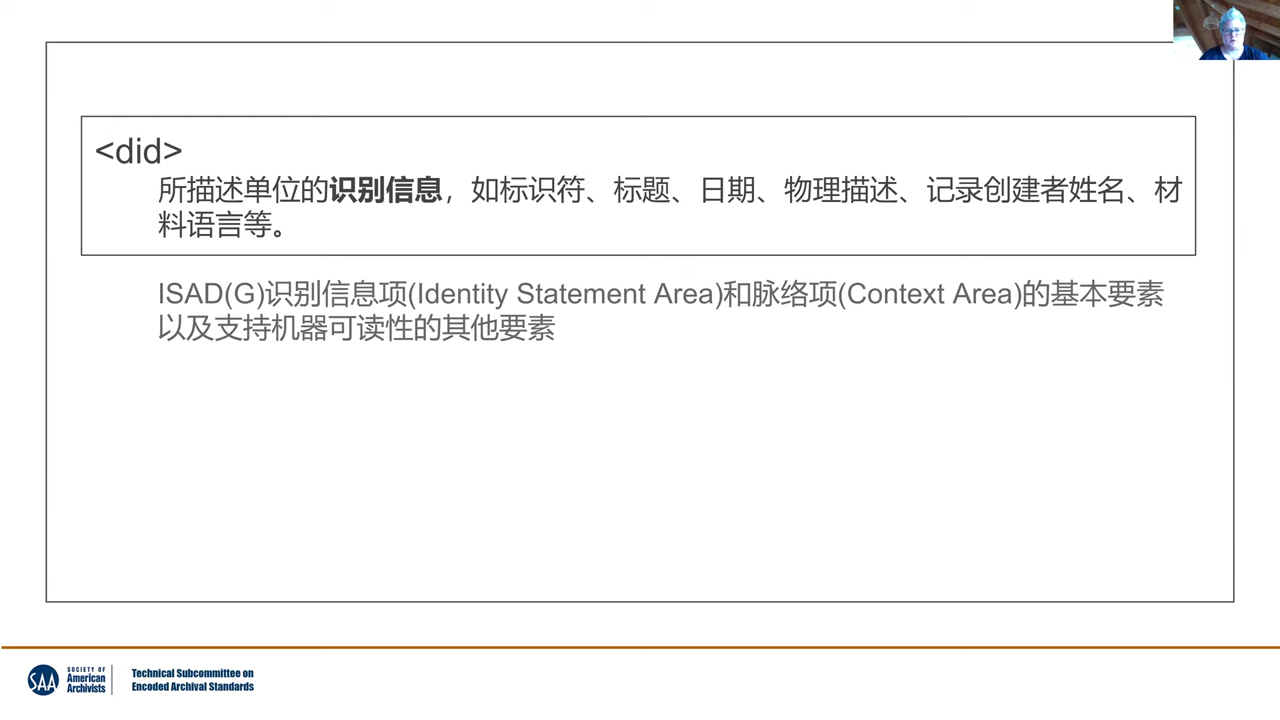 <did>
所描述单位的识别信息，如标识符、标题、日期、物理描述、记录创建者姓名、材
料语言等。
ISAD(G)识别信息项(Identity Statement Area)和脉络项(Context Area)的基本要素
以及支持机器可读性的其他要素
SAA
SOCIETY OF
American
Archivists
Technical Subcommittee on
Encoded Archival Standards